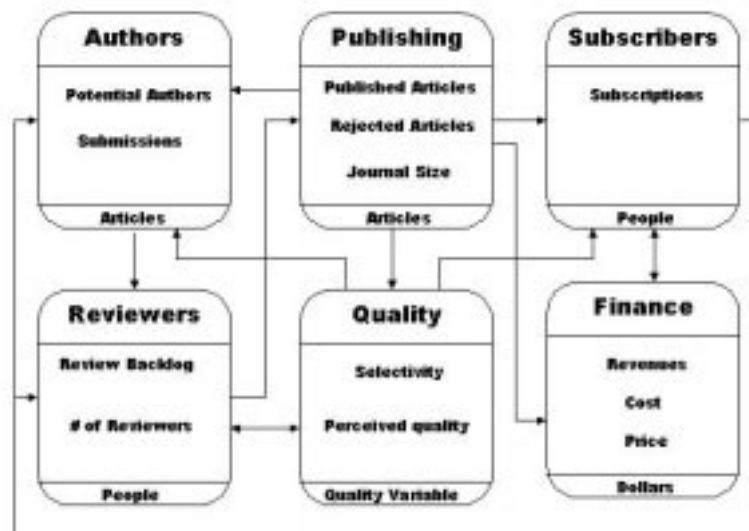 Authors
Potential Authors
Submissions
Articles
Publishing
Published Articles
Rejected Articles
Journal Size
Articles
Subscribers
Subscriptions
People
Reviewers
Review Backlog
# of Reviewers
People
Quality
Selectivity
Perceived quality
Quality Variable
Finance
Revenues
Cost
Price
Dollars